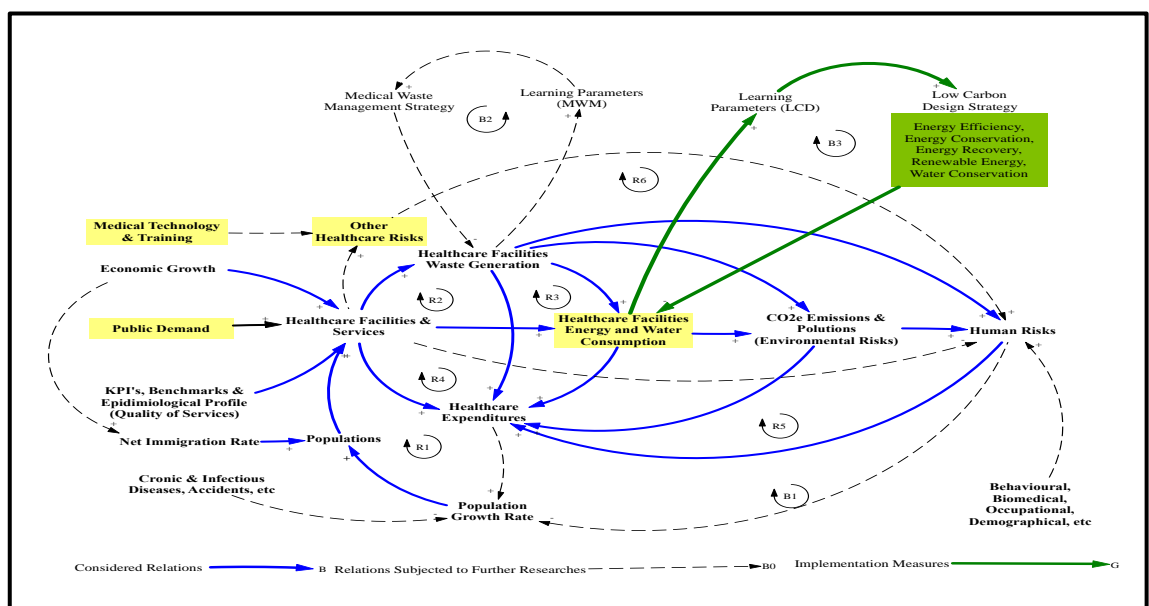 Medical Waste
Management Strategy
Learning Parameters
(MWM)
B2
Learning
Parameters (LCD)
Low Carbon
Design Strategy
Energy Efficiency,
Energy Conservation,
Energy Recovery,
Renewable Energy,
Water Conservation
B3
R6
Medical Technology
& Training
Other
Healthcare Risks
Healthcare Facilities
Waste Generation
Economic Growth
R2
R3
Public Demand
Healthcare Facilities &
Services
Healthcare Facilities
Energy and Water
Consumption
CO2e Emissions &
Polutions
(Environmental Risks)
Human Risks
KPI's, Benchmarks &
Epidimiological Profile
(Quality of Services)
R4
Healthcare
Expenditures
Net Immigration Rate
Populations
R1
R5
Cronic & Infectious
Diseases, Accidents, etc
Population
Growth Rate
B1
Behavioural,
Biomedical,
Occupational,
Demographical, etc
Considered Relations
B
Relations Subjected to Further Researches
B0
Implementation Measures
G